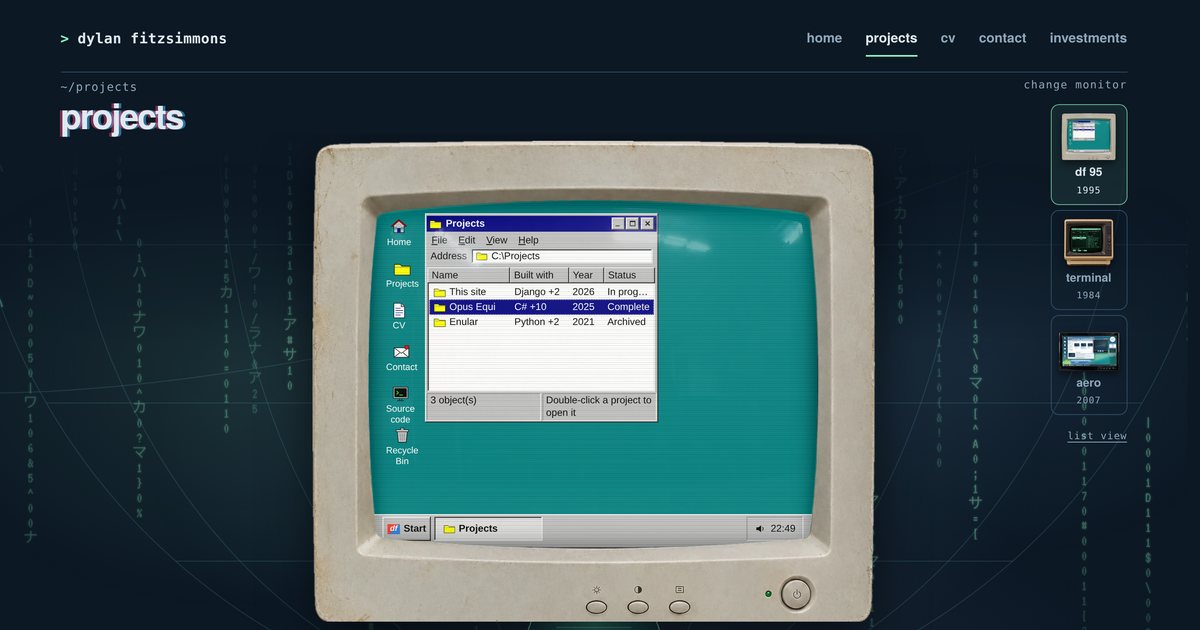 > dylan fitzsimmons
home projects cv contact investments
~/projects
projects
change monitor
df 95
1995
terminal
1984
aero
2007
list view
Home
Projects
CV
Contact
Source
code
Recycle
Bin
Projects
File Edit View Help
Address C:\Projects
Name Built with Year Status
This site Django +2 2026 In prog...
Opus Equi C# +10 2025 Complete
Enular Python +2 2021 Archived
3 object(s)
Double-click a project to
open it
df Start Projects 22:49